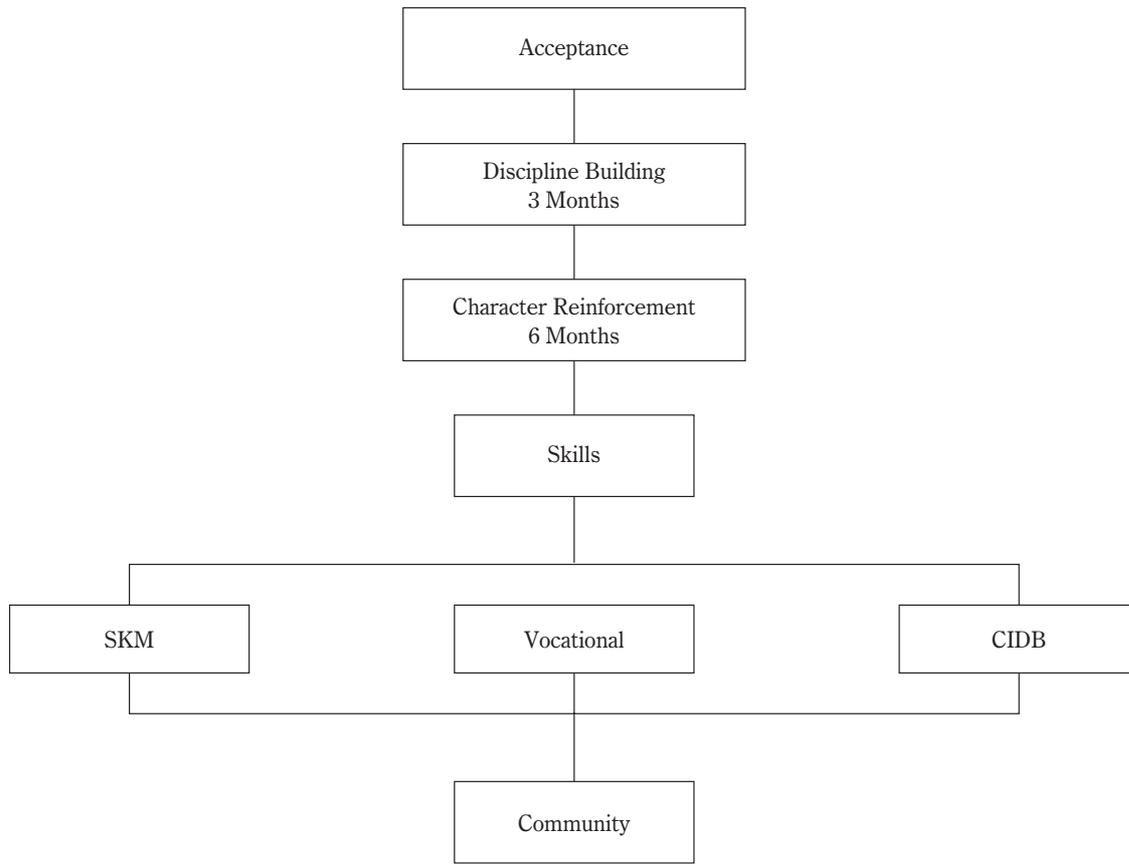 Acceptance
Discipline Building
3 Months
Character Reinforcement
6 Months
Skills
SKM
Vocational
CIDB
Community